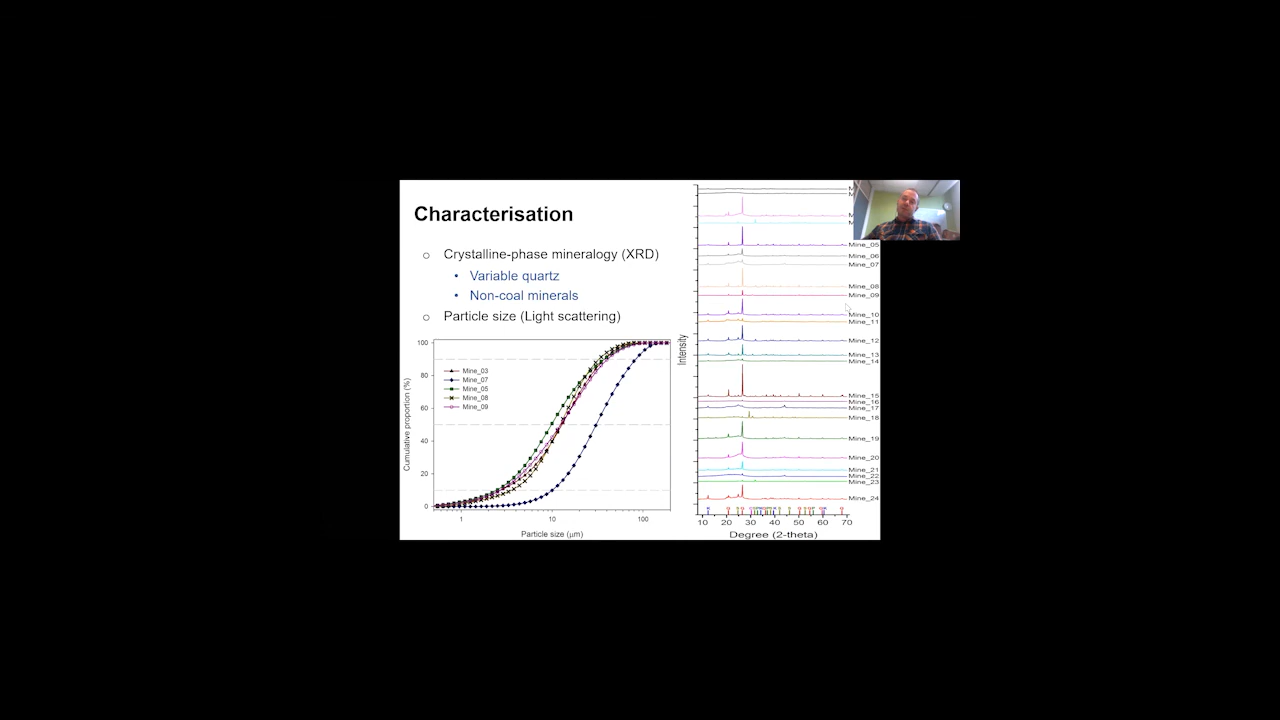 Characterisation
Crystalline-phase mineralogy (XRD)
Variable quartz
Non-coal minerals
Particle size (Light scattering)
100
80
60
40
20
0
Cumulative proportion (%)
Mine_03
Mine_07
Mine_05
Mine_08
Mine_09
1
10
100
Particle size (µm)
Intensity
Mine_05
Mine_06
Mine_07
Mine_08
Mine_09
Mine_10
Mine_11
Mine_12
Mine_13
Mine_14
Mine_15
Mine_16
Mine_17
Mine_18
Mine_19
Mine_20
Mine_21
Mine_22
Mine_23
Mine_24
10 20 30 40 50 60 70
Degree (2-theta)